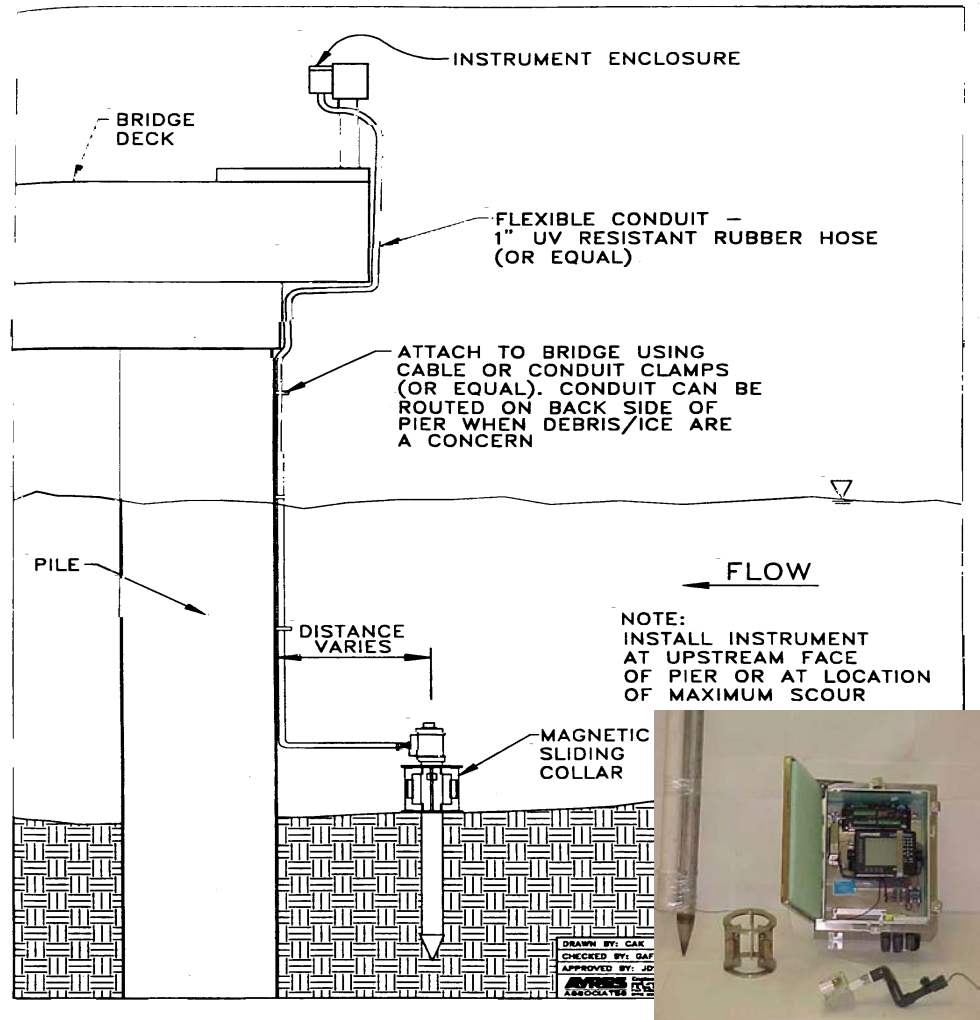 INSTRUMENT ENCLOSURE
BRIDGE
DECK
FLEXIBLE CONDUIT –
1" UV RESISTANT RUBBER HOSE
(OR EQUAL)
ATTACH TO BRIDGE USING
CABLE OR CONDUIT CLAMPS
(OR EQUAL). CONDUIT CAN BE
ROUTED ON BACK SIDE OF
PIER WHEN DEBRIS/ICE ARE
A CONCERN
PILE
FLOW
DISTANCE
VARIES
NOTE:
INSTALL INSTRUMENT
AT UPSTREAM FACE
OF PIER OR AT LOCATION
OF MAXIMUM SCOUR
MAGNETIC
SLIDING
COLLAR
DRAWN BY: CAK
CHECKED BY: GAF
APPROVED BY:
AYRES
ASSOCIATES